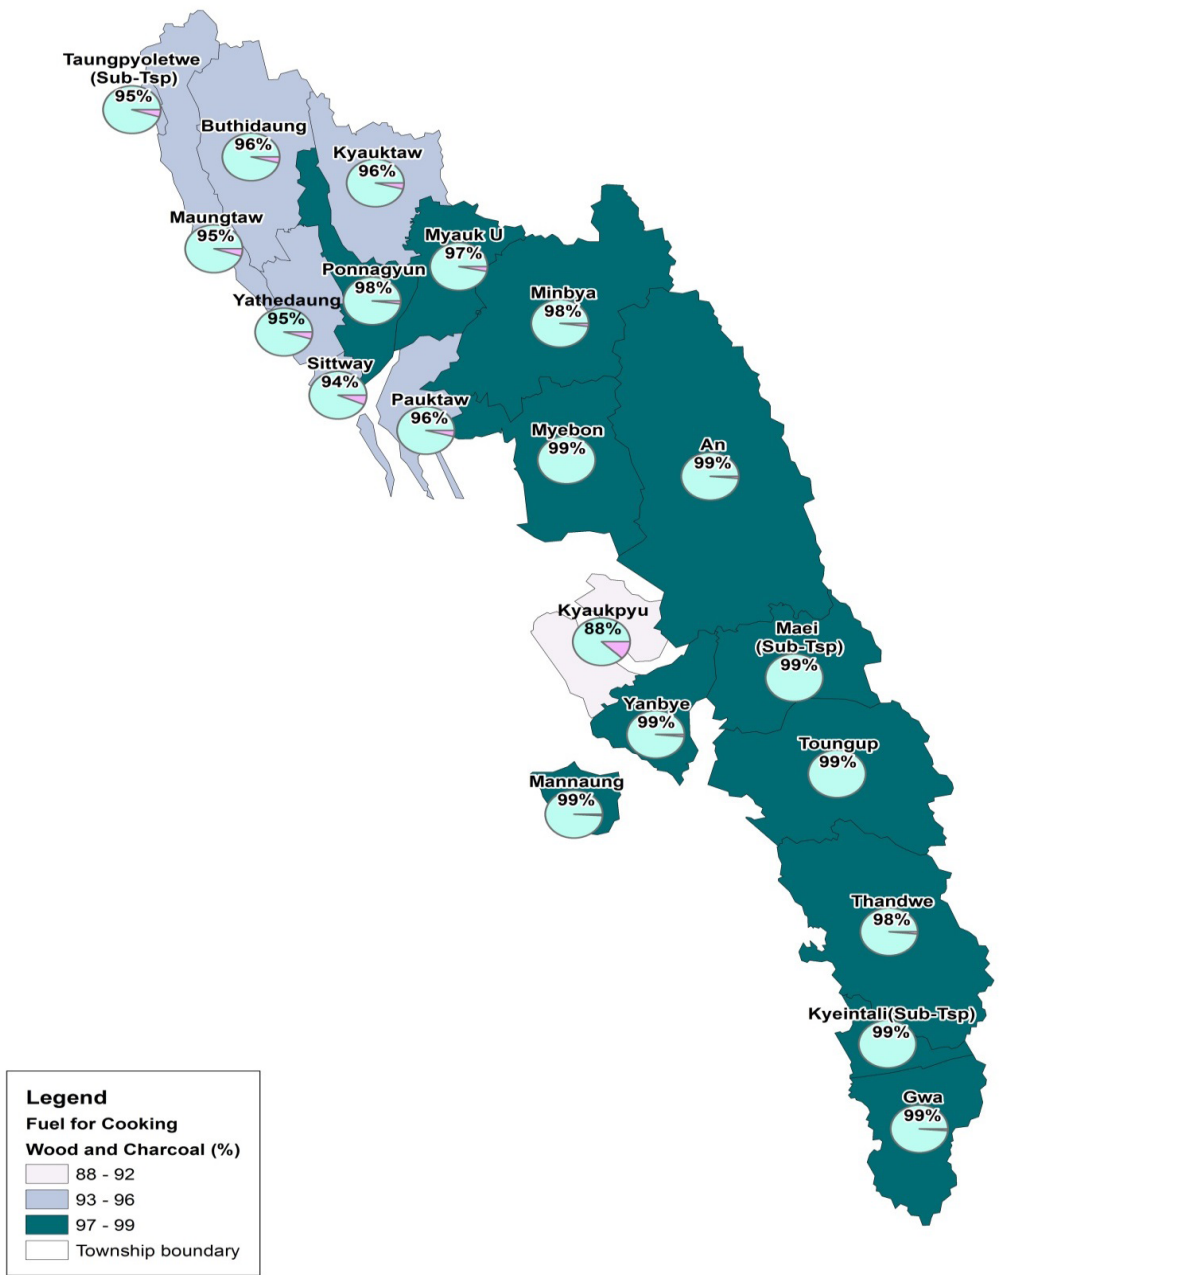 Taungpyoletwe
(Sub-Tsp)
95%
Buthidaung
96%
Kyauktaw
96%
Maungtaw
95%
Myauk U
97%
Ponnagyun
98%
Minbya
98%
Yathedaung
95%
Sittway
94%
Pauktaw
96%
Myebon
99%
An
99%
Kyaukpyu
88%
Maei
(Sub-Tsp)
99%
Yanbye
99%
Toungup
99%
Mannaung
99%
Thandwe
98%
Kyeintali(Sub-Tsp)
99%
Gwa
99%
Legend
Fuel for Cooking
Wood and Charcoal (%)
88 - 92
93 - 96
97 - 99
Township boundary